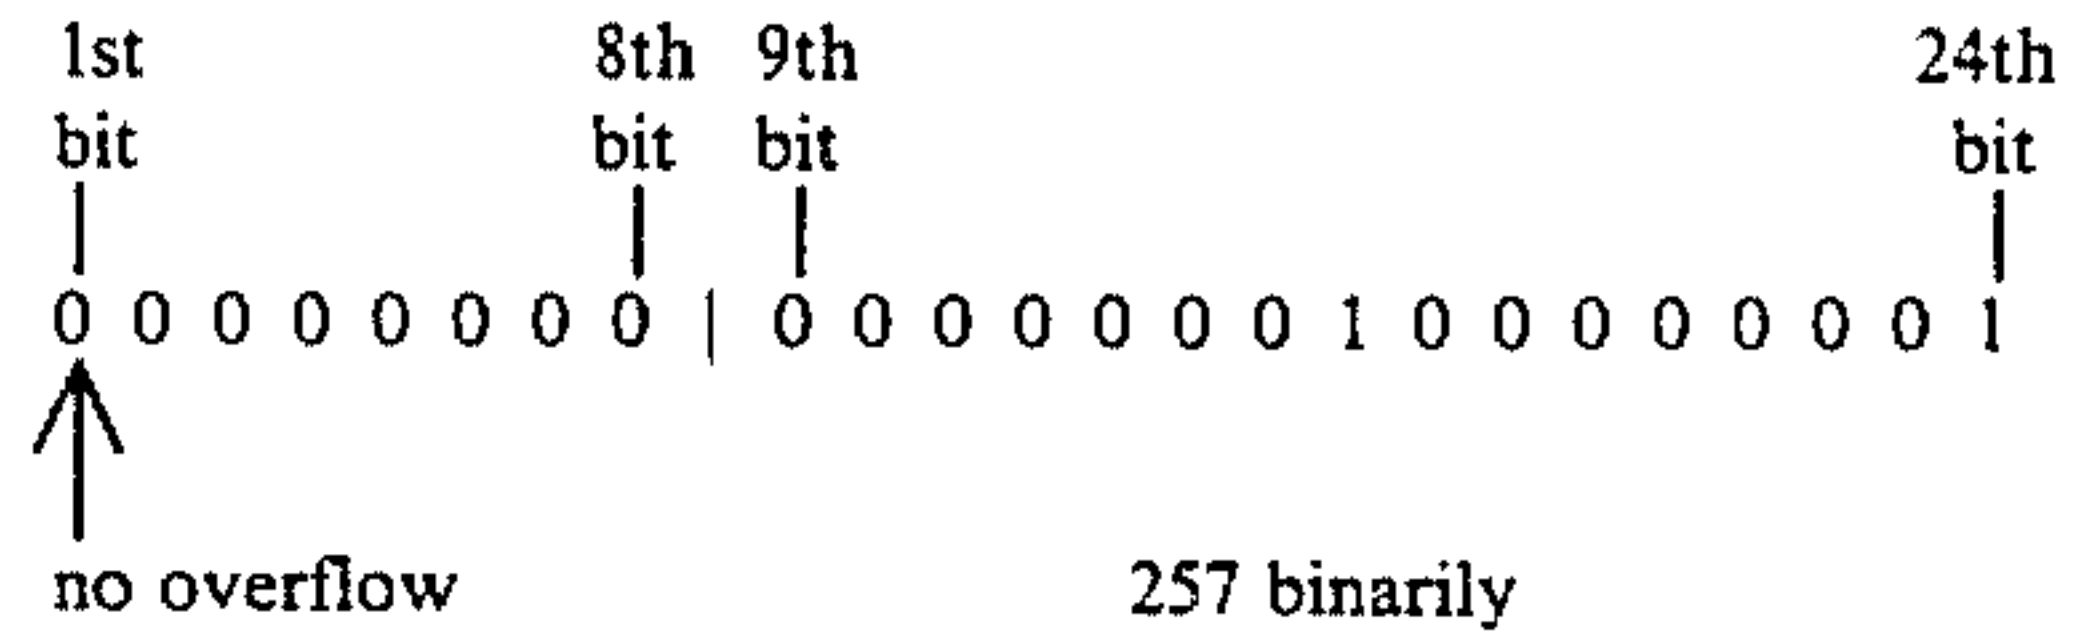 1st 8th 9th 24th
bit bit bit bit
0 0 0 0 0 0 0 0 | 0 0 0 0 0 0 0 1 0 0 0 0 0 0 0 1
no overflow 257 binarily